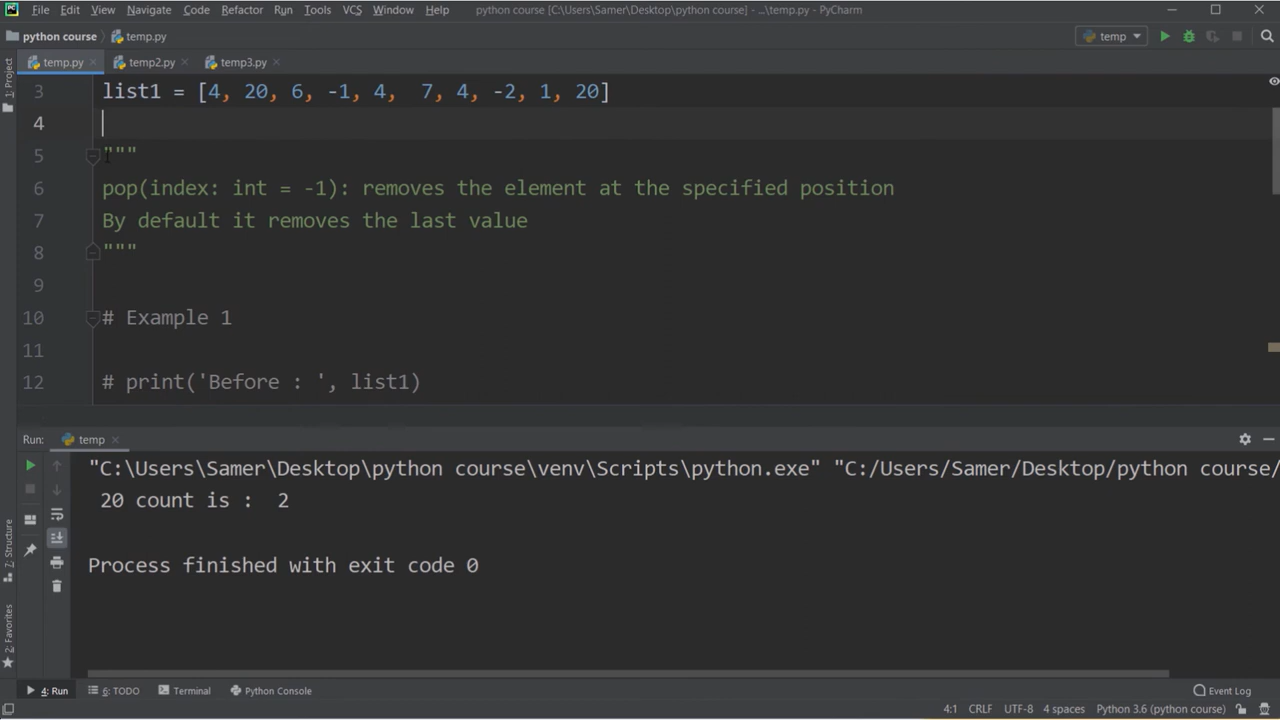 File Edit View Navigate Code Refactor Run Tools VCS Window Help python course [C:\Users\Samer\Desktop\python course] - ...\temp.py - PyCharm
python course temp.py temp
temp.py temp2.py temp3.py
1: Project
3 list1 = [4, 20, 6, -1, 4,  7, 4, -2, 1, 20]
4
5 """
6 pop(index: int = -1): removes the element at the specified position
7 By default it removes the last value
8 """
9
10 # Example 1
11
12 # print('Before : ', list1)
Run: temp
"C:\Users\Samer\Desktop\python course\venv\Scripts\python.exe" "C:/Users/Samer/Desktop/python course/
20 count is :  2
Process finished with exit code 0
7: Structure
2: Favorites
4: Run 6: TODO Terminal Python Console Event Log
4:1 CRLF UTF-8 4 spaces Python 3.6 (python course)